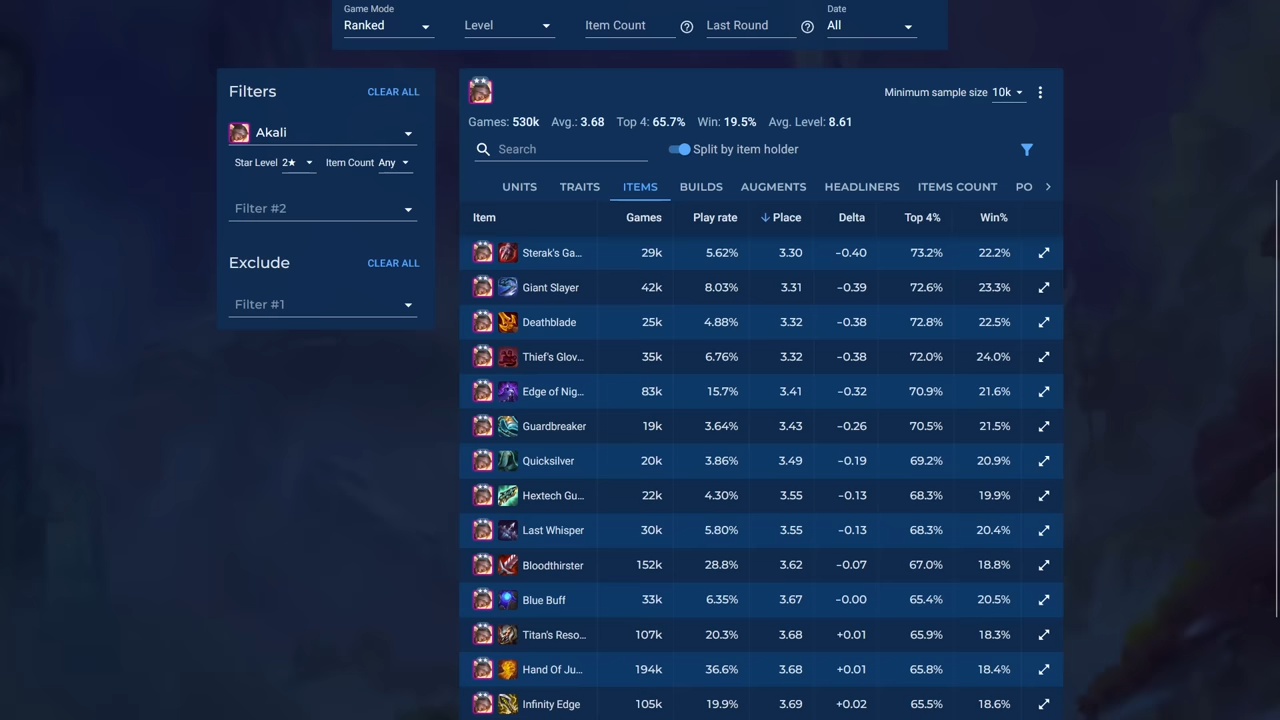 Game Mode Date
Ranked Level Item Count Last Round All
Filters CLEAR ALL
Akali
Star Level 2★ Item Count Any
Filter #2
Exclude CLEAR ALL
Filter #1
Minimum sample size 10k
Games: 530k Avg.: 3.68 Top 4: 65.7% Win: 19.5% Avg. Level: 8.61
Search Split by item holder
UNITS TRAITS ITEMS BUILDS AUGMENTS HEADLINERS ITEMS COUNT PO
Item Games Play rate Place Delta Top 4% Win%
Sterak's Ga... 29k 5.62% 3.30 -0.40 73.2% 22.2%
Giant Slayer 42k 8.03% 3.31 -0.39 72.6% 23.3%
Deathblade 25k 4.88% 3.32 -0.38 72.8% 22.5%
Thief's Glov... 35k 6.76% 3.32 -0.38 72.0% 24.0%
Edge of Nig... 83k 15.7% 3.41 -0.32 70.9% 21.6%
Guardbreaker 19k 3.64% 3.43 -0.26 70.5% 21.5%
Quicksilver 20k 3.86% 3.49 -0.19 69.2% 20.9%
Hextech Gu... 22k 4.30% 3.55 -0.13 68.3% 19.9%
Last Whisper 30k 5.80% 3.55 -0.13 68.3% 20.4%
Bloodthirster 152k 28.8% 3.62 -0.07 67.0% 18.8%
Blue Buff 33k 6.35% 3.67 -0.00 65.4% 20.5%
Titan's Reso... 107k 20.3% 3.68 +0.01 65.9% 18.3%
Hand Of Ju... 194k 36.6% 3.68 +0.01 65.8% 18.4%
Infinity Edge 105k 19.9% 3.69 +0.02 65.5% 18.6%